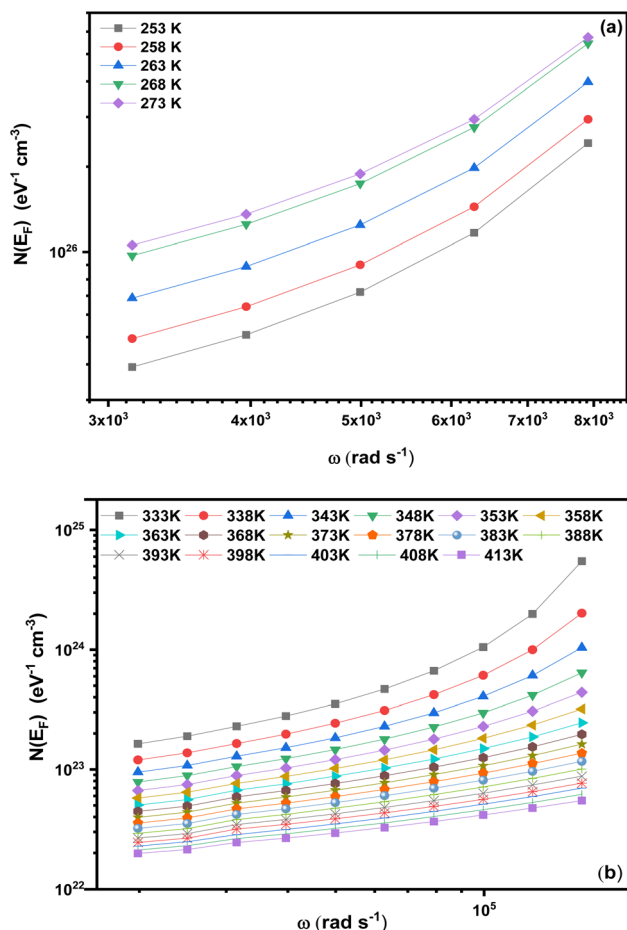 (a)
253 K
258 K
263 K
268 K
273 K
N(E_F) (eV⁻¹ cm⁻³)
10²⁶
3x10³ 4x10³ 5x10³ 6x10³ 7x10³ 8x10³
ω (rad s⁻¹)
333K 338K 343K 348K 353K 358K
363K 368K 373K 378K 383K 388K
393K 398K 403K 408K 413K
N(E_F) (eV⁻¹ cm⁻³)
10²⁵
10²⁴
10²³
10²²
(b)
10⁵
ω (rad s⁻¹)